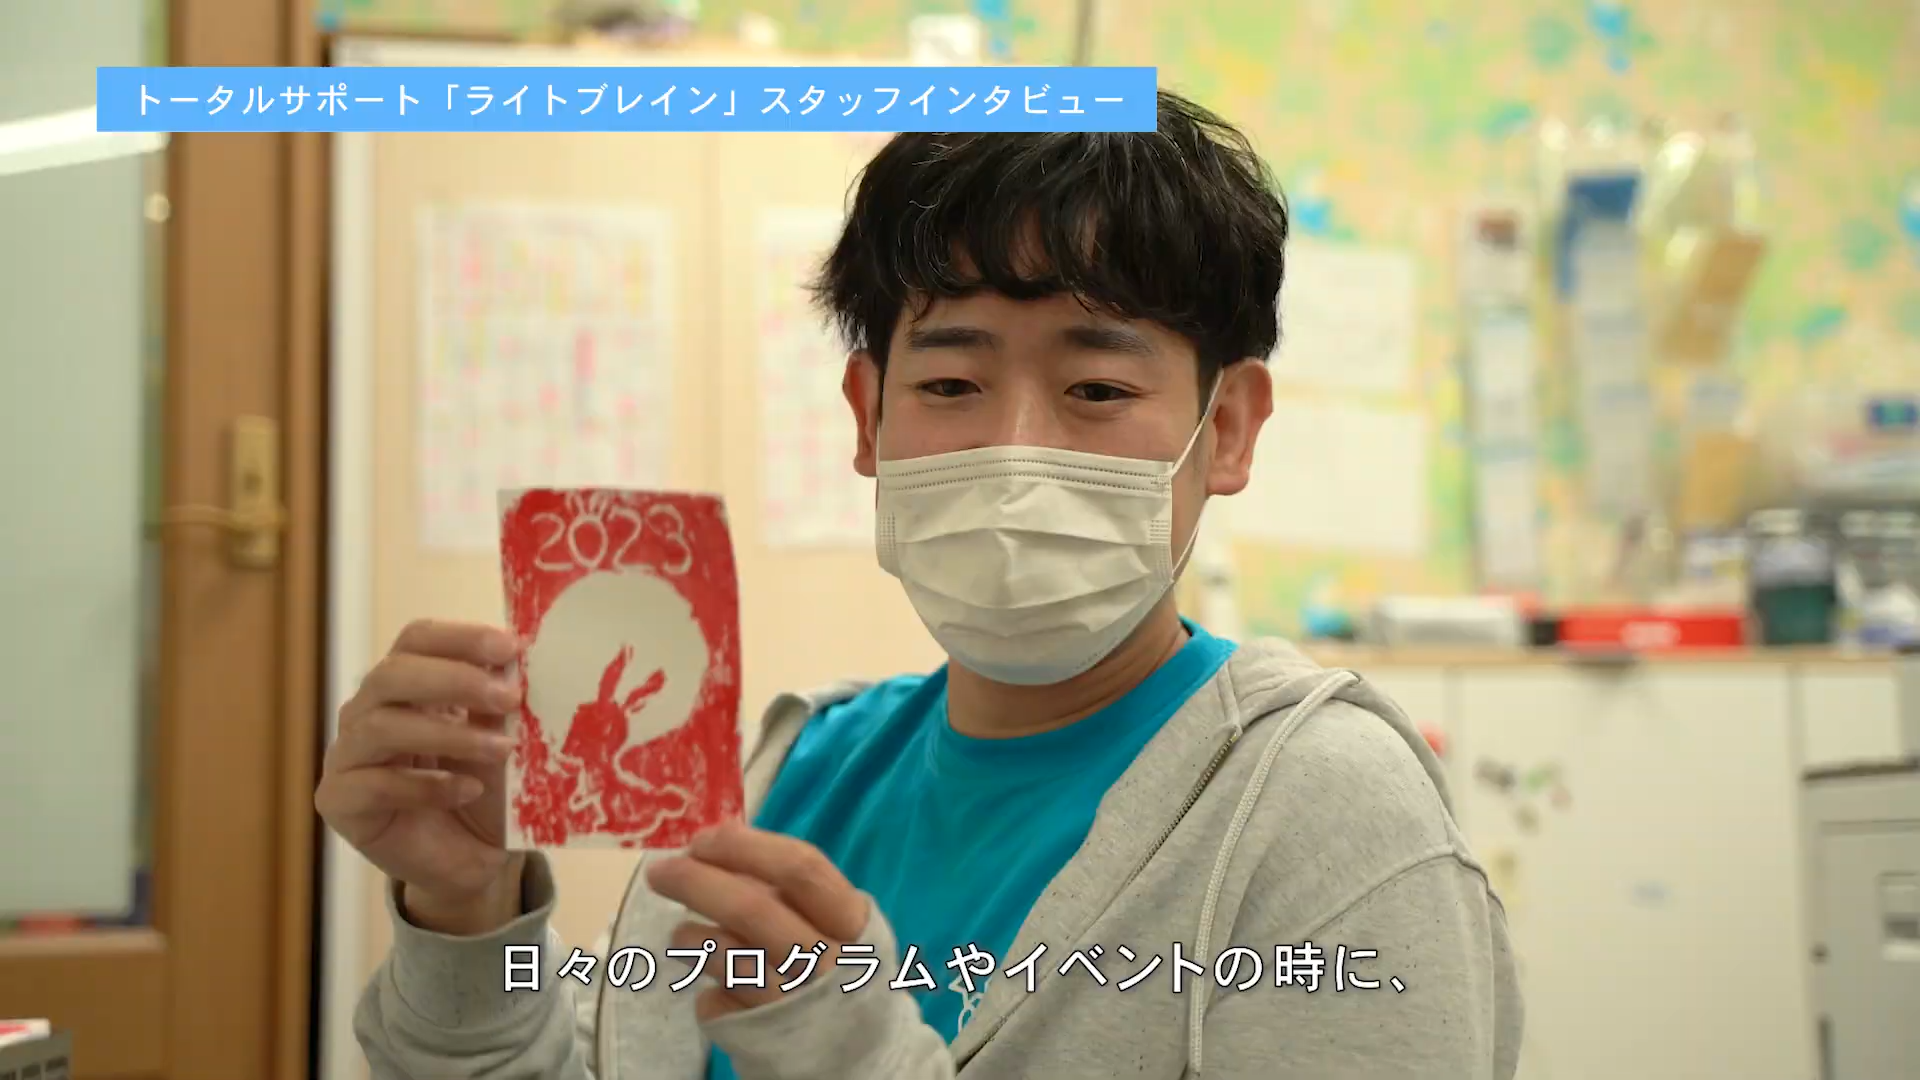 トータルサポート「ライトブレイン」スタッフインタビュー
2023
日々のプログラムやイベントの時に、